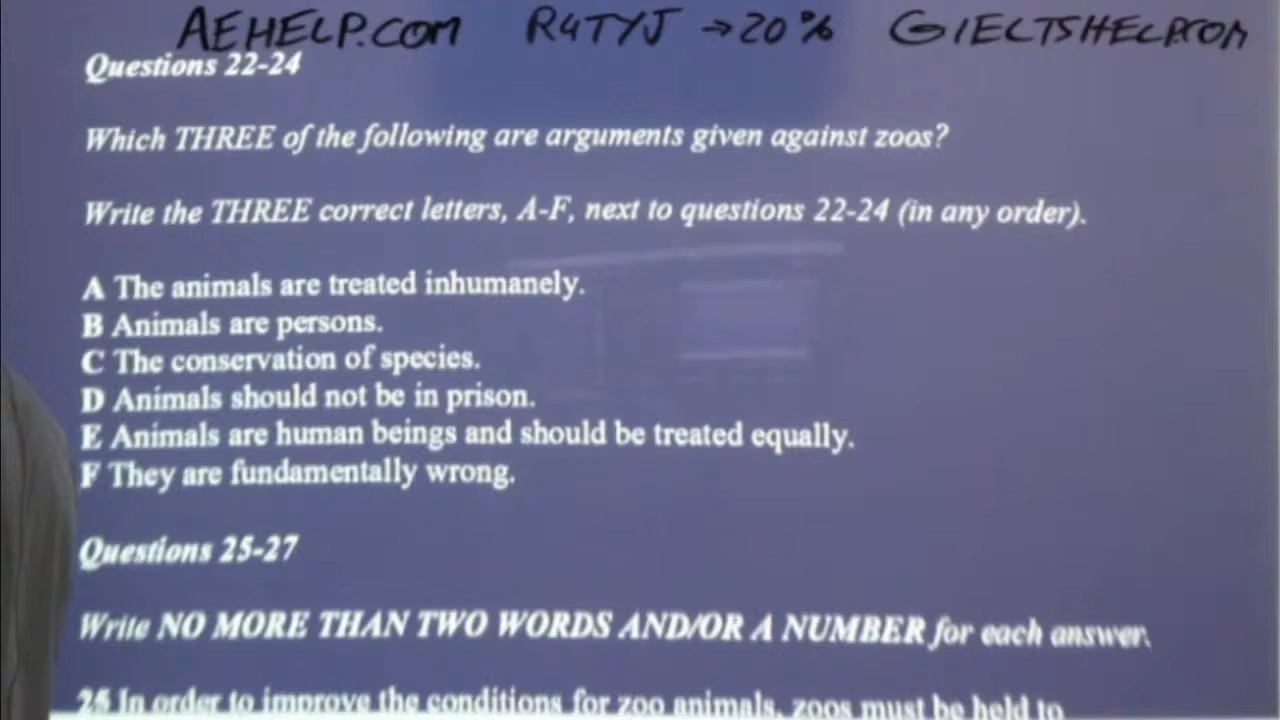 AEHELP.COM R4TYJ →20% GIELTSHELP.COM
Questions 22-24
Which THREE of the following are arguments given against zoos?
Write the THREE correct letters, A-F, next to questions 22-24 (in any order).
A The animals are treated inhumanely.
B Animals are persons.
C The conservation of species.
D Animals should not be in prison.
E Animals are human beings and should be treated equally.
F They are fundamentally wrong.
Questions 25-27
Write NO MORE THAN TWO WORDS AND/OR A NUMBER for each answer.
25 In order to improve the conditions for zoo animals, zoos must be held to